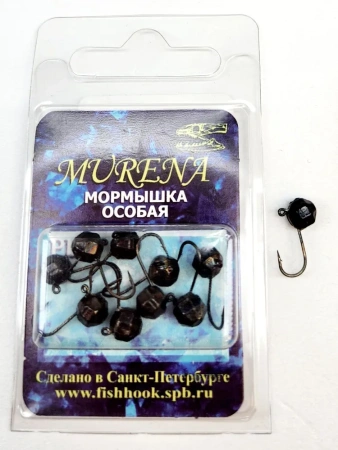 MURENA
МОРМЫШКА
ОСОБАЯ
Сделано в Санкт-Петербурге
www.fishhook.spb.ru